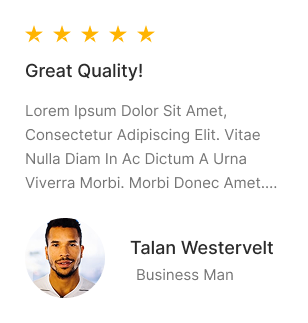 Great Quality!
Lorem Ipsum Dolor Sit Amet,
Consectetur Adipiscing Elit. Vitae
Nulla Diam In Ac Dictum A Urna
Viverra Morbi. Morbi Donec Amet....
Talan Westervelt
Business Man